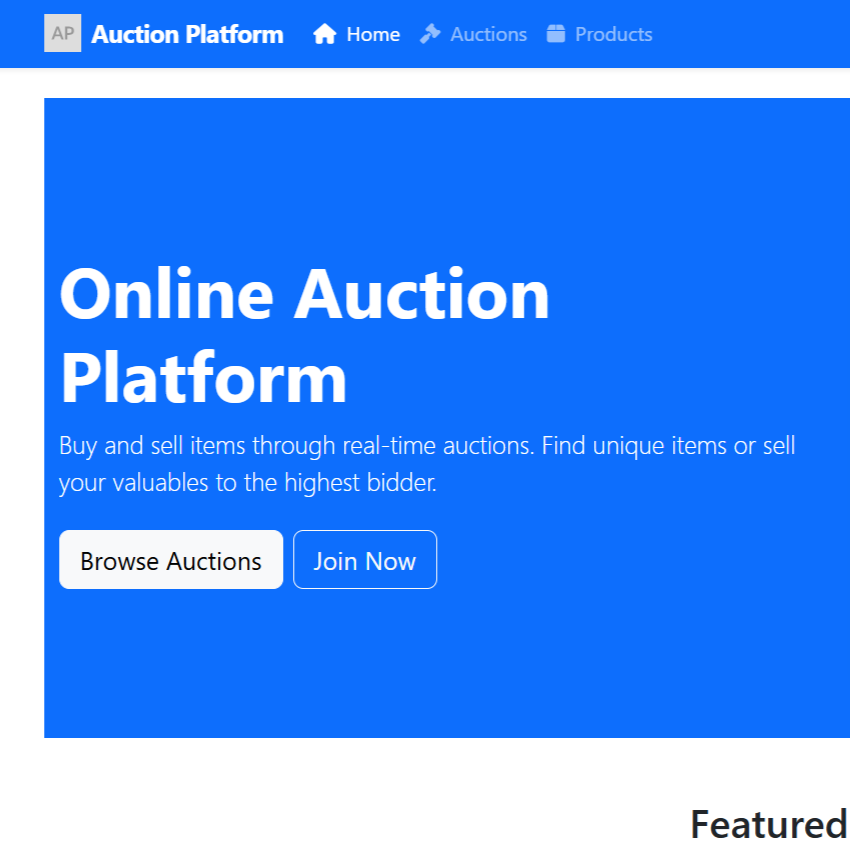 AP Auction Platform Home Auctions Products
Online Auction
Platform
Buy and sell items through real-time auctions. Find unique items or sell
your valuables to the highest bidder.
Browse Auctions Join Now
Featured